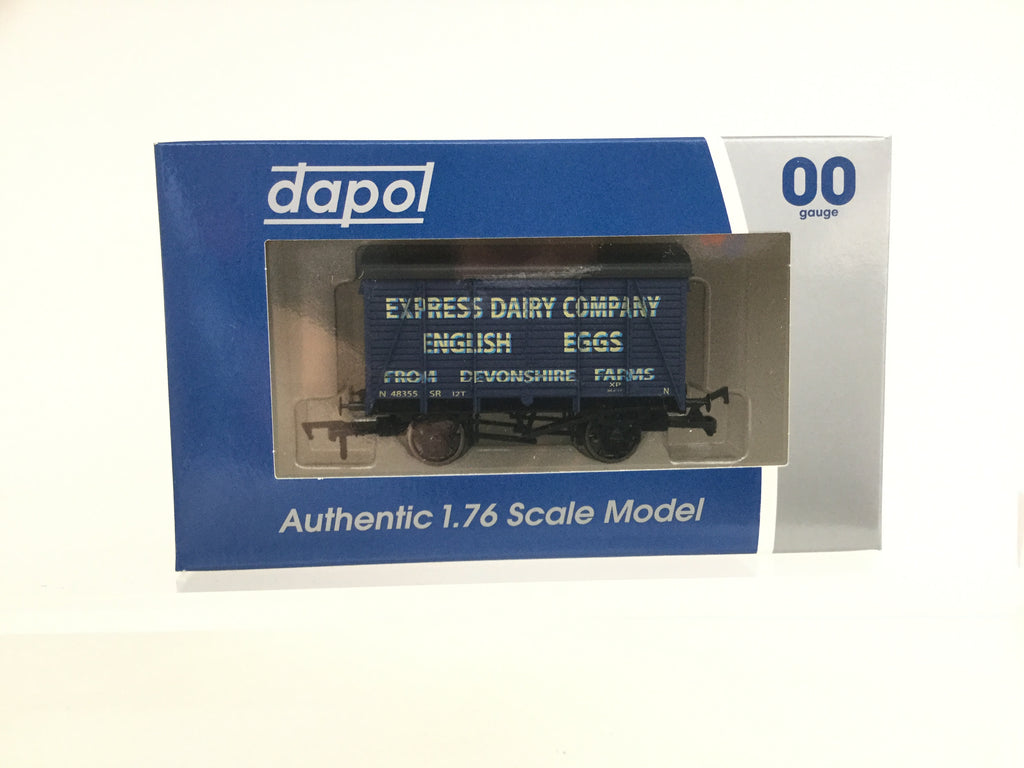 dapol
00
gauge
EXPRESS DAIRY COMPANY
ENGLISH EGGS
FROM DEVONSHIRE FARMS
XP
N 48355 SR 12T N
Authentic 1.76 Scale Model